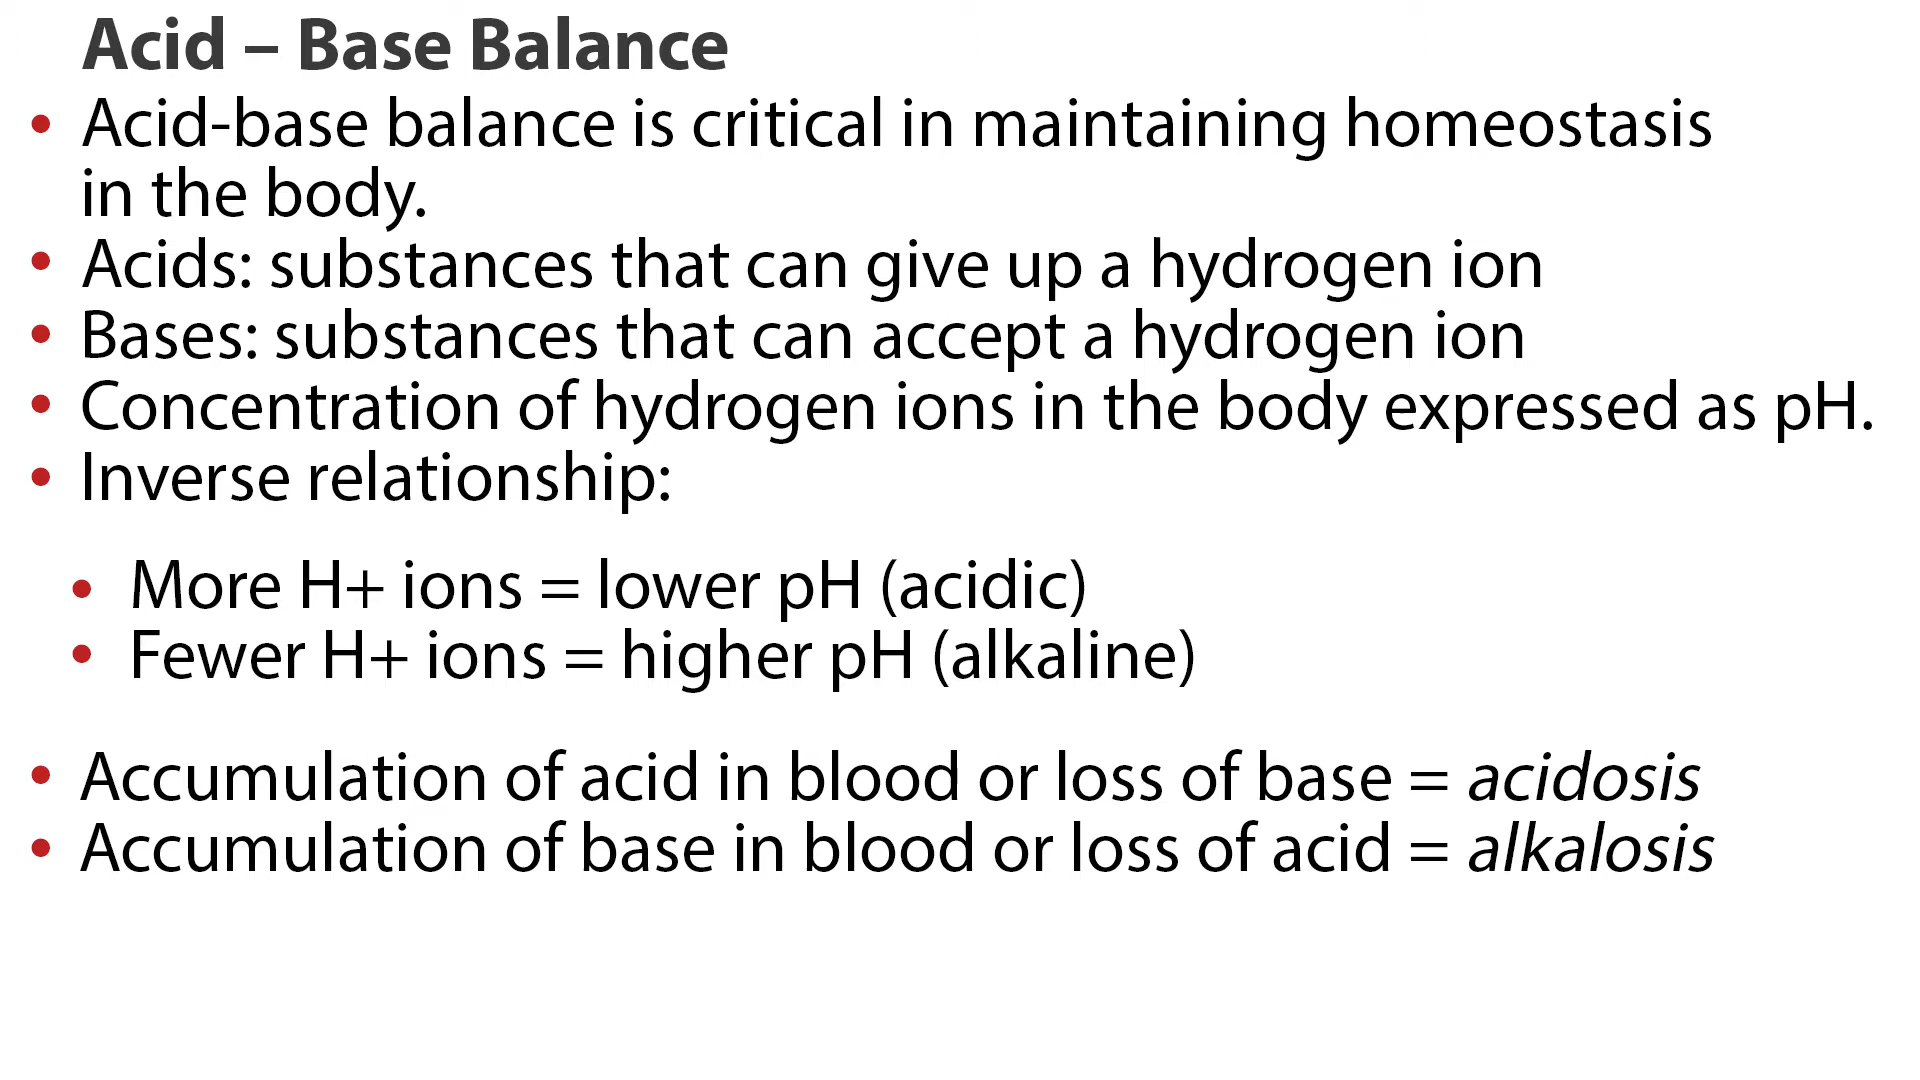 Acid – Base Balance
• Acid-base balance is critical in maintaining homeostasis
in the body.
• Acids: substances that can give up a hydrogen ion
• Bases: substances that can accept a hydrogen ion
• Concentration of hydrogen ions in the body expressed as pH.
• Inverse relationship:
• More H+ ions = lower pH (acidic)
• Fewer H+ ions = higher pH (alkaline)
• Accumulation of acid in blood or loss of base = acidosis
• Accumulation of base in blood or loss of acid = alkalosis